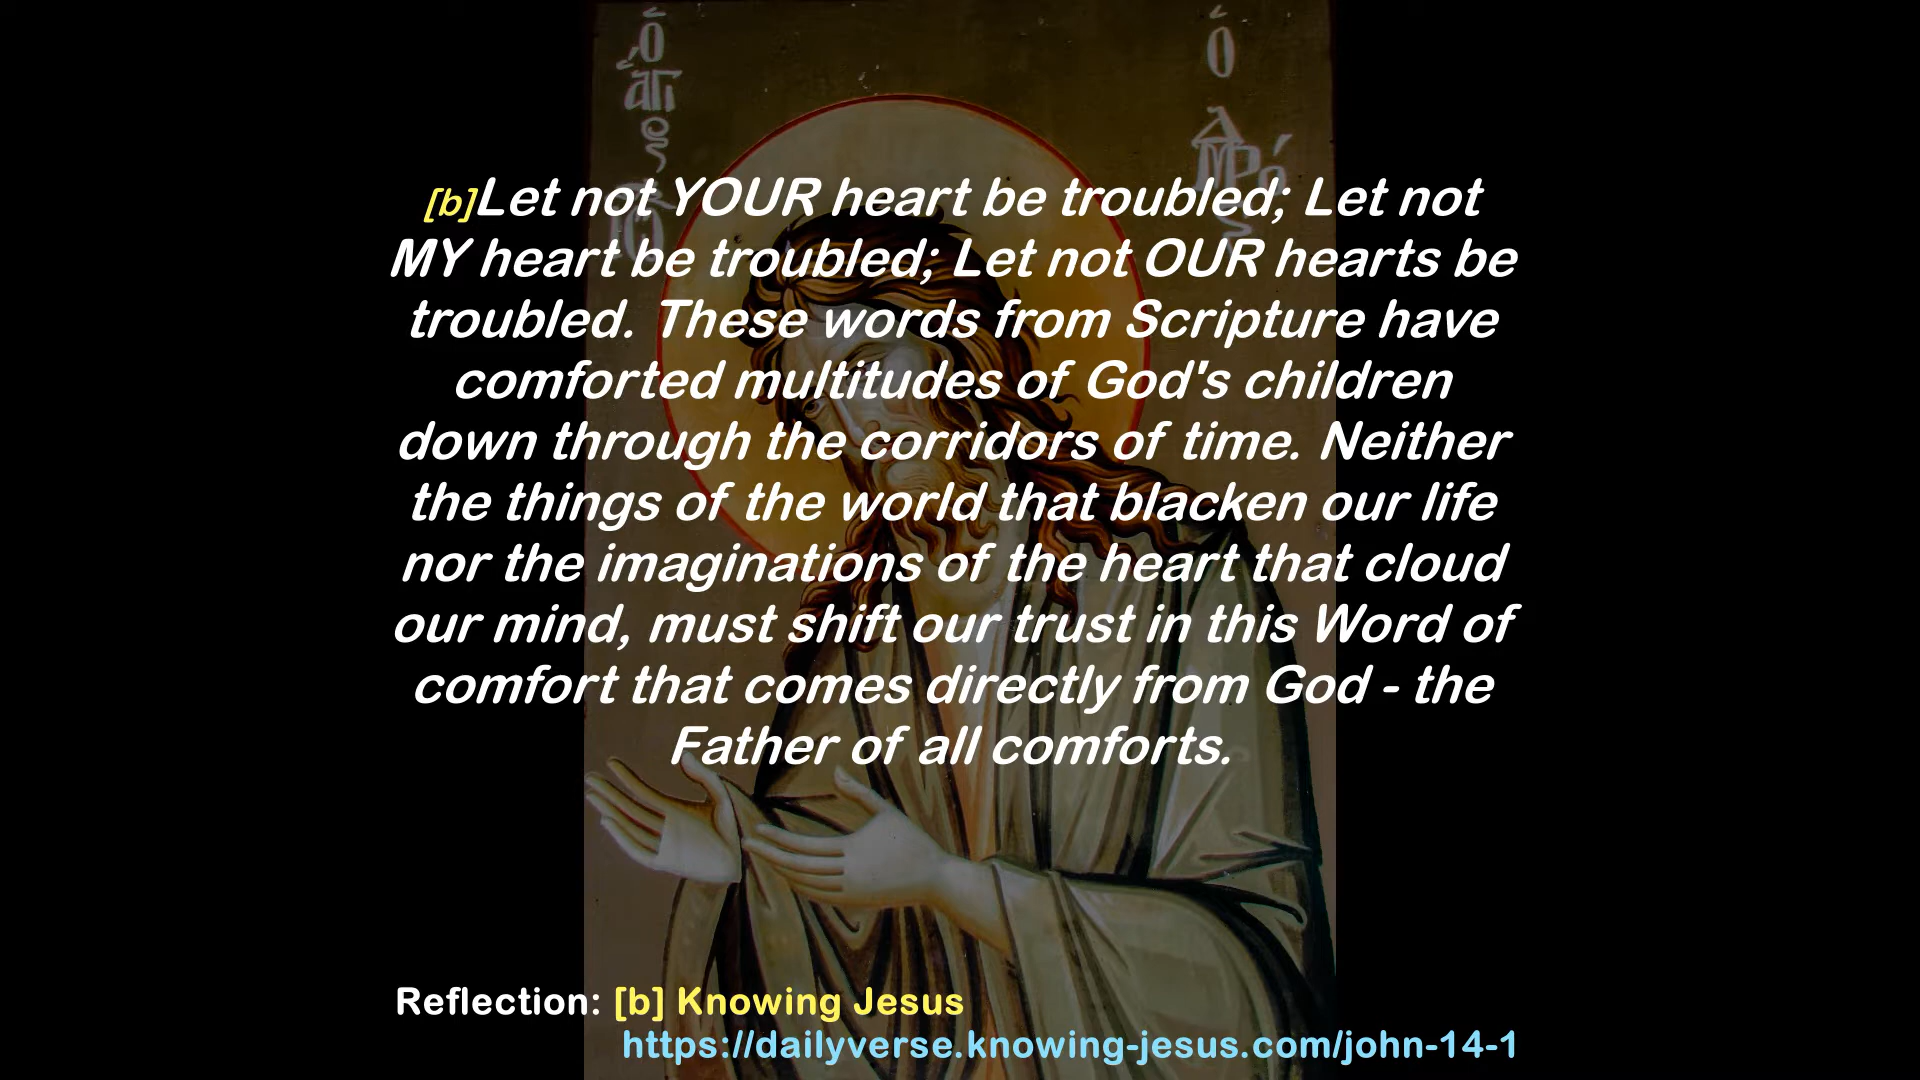 [b]Let not YOUR heart be troubled; Let not
MY heart be troubled; Let not OUR hearts be
troubled. These words from Scripture have
comforted multitudes of God's children
down through the corridors of time. Neither
the things of the world that blacken our life
nor the imaginations of the heart that cloud
our mind, must shift our trust in this Word of
comfort that comes directly from God - the
Father of all comforts.
Reflection: [b] Knowing Jesus
https://dailyverse.knowing-jesus.com/john-14-1